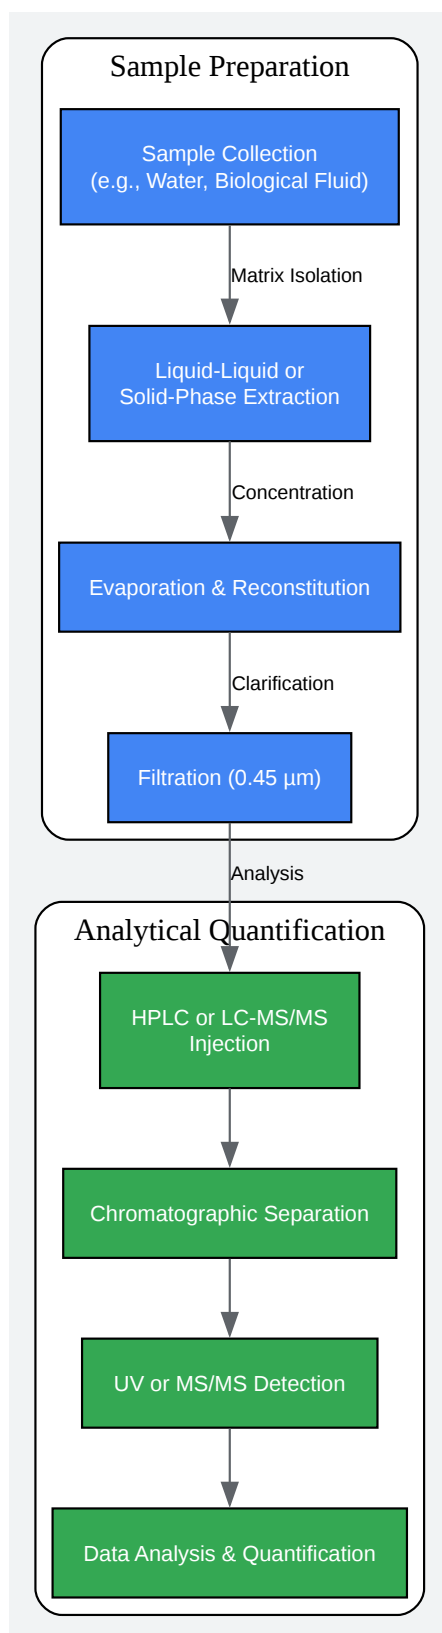 Sample Preparation
Sample Collection
(e.g., Water, Biological Fluid)
Matrix Isolation
Liquid-Liquid or
Solid-Phase Extraction
Concentration
Evaporation & Reconstitution
Clarification
Filtration (0.45 µm)
Analysis
Analytical Quantification
HPLC or LC-MS/MS
Injection
Chromatographic Separation
UV or MS/MS Detection
Data Analysis & Quantification